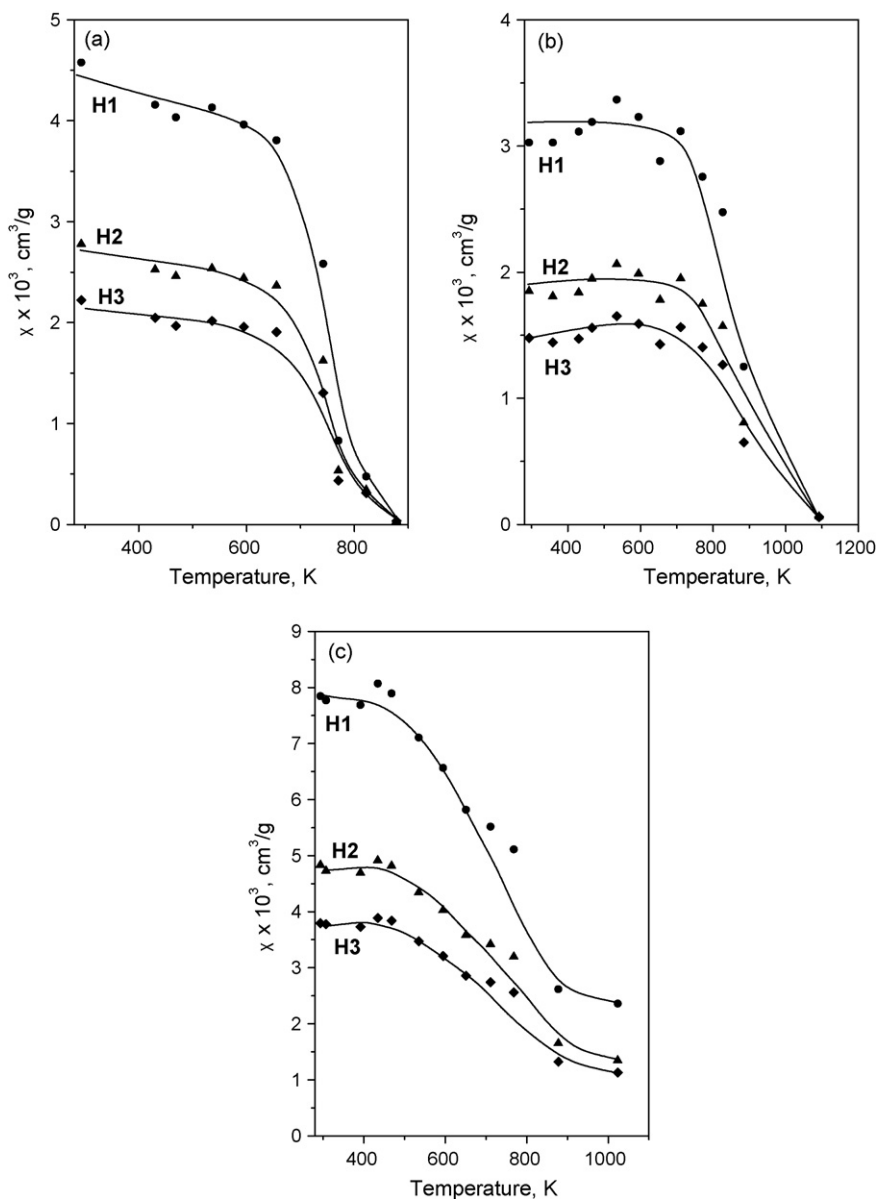 (a)
5
4
3
2
1
0
H1
H2
H3
χ x 10³, cm³/g
400 600 800
Temperature, K
(b)
4
3
2
1
0
H1
H2
H3
χ x 10³, cm³/g
400 600 800 1000 1200
Temperature, K
(c)
9
8
7
6
5
4
3
2
1
0
H1
H2
H3
χ x 10³, cm³/g
400 600 800 1000
Temperature, K